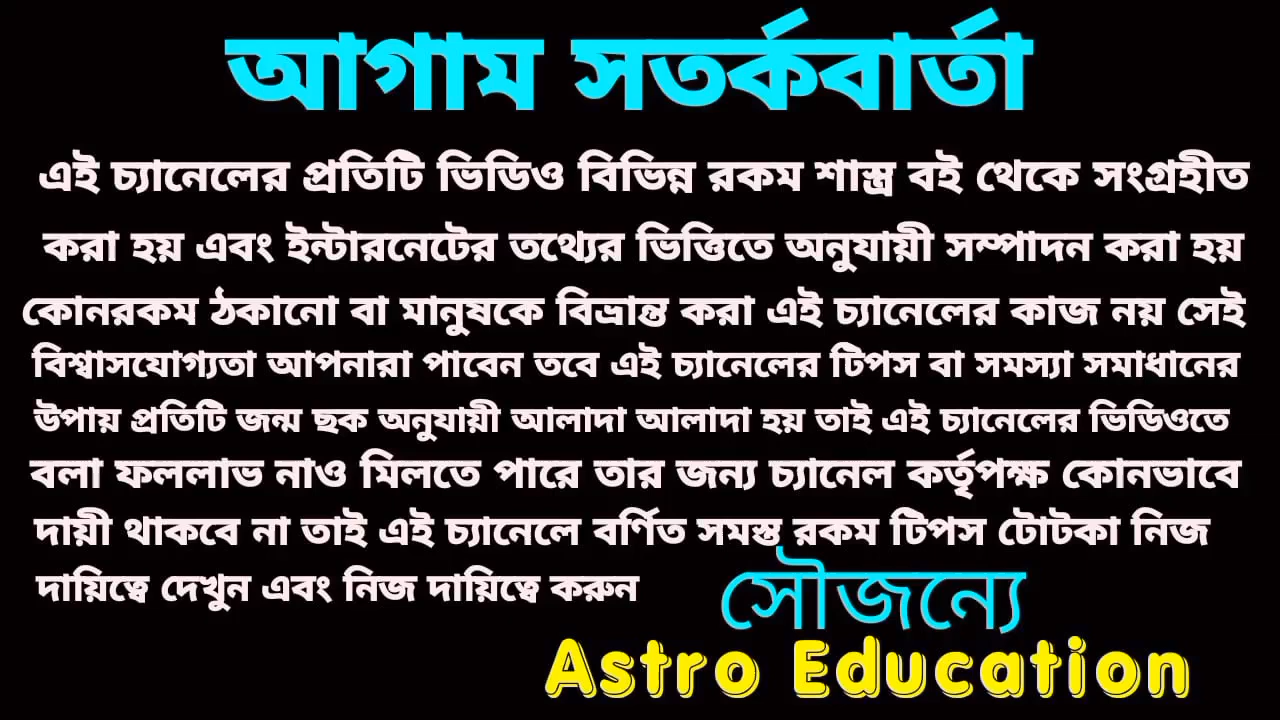 আগাম সতর্কবার্তা
এই চ্যানেলের প্রতিটি ভিডিও বিভিন্ন রকম শাস্ত্র বই থেকে সংগ্রহীত
করা হয় এবং ইন্টারনেটের তথ্যের ভিত্তিতে অনুযায়ী সম্পাদন করা হয়
কোনরকম ঠকানো বা মানুষকে বিভ্রান্ত করা এই চ্যানেলের কাজ নয় সেই
বিশ্বাসযোগ্যতা আপনারা পাবেন তবে এই চ্যানেলের টিপস বা সমস্যা সমাধানের
উপায় প্রতিটি জন্ম ছক অনুযায়ী আলাদা আলাদা হয় তাই এই চ্যানেলের ভিডিওতে
বলা ফললাভ নাও মিলতে পারে তার জন্য চ্যানেল কর্তৃপক্ষ কোনভাবে
দায়ী থাকবে না তাই এই চ্যানেলে বর্ণিত সমস্ত রকম টিপস টোটকা নিজ
দায়িত্বে দেখুন এবং নিজ দায়িত্বে করুন
সৌজন্যে
Astro Education